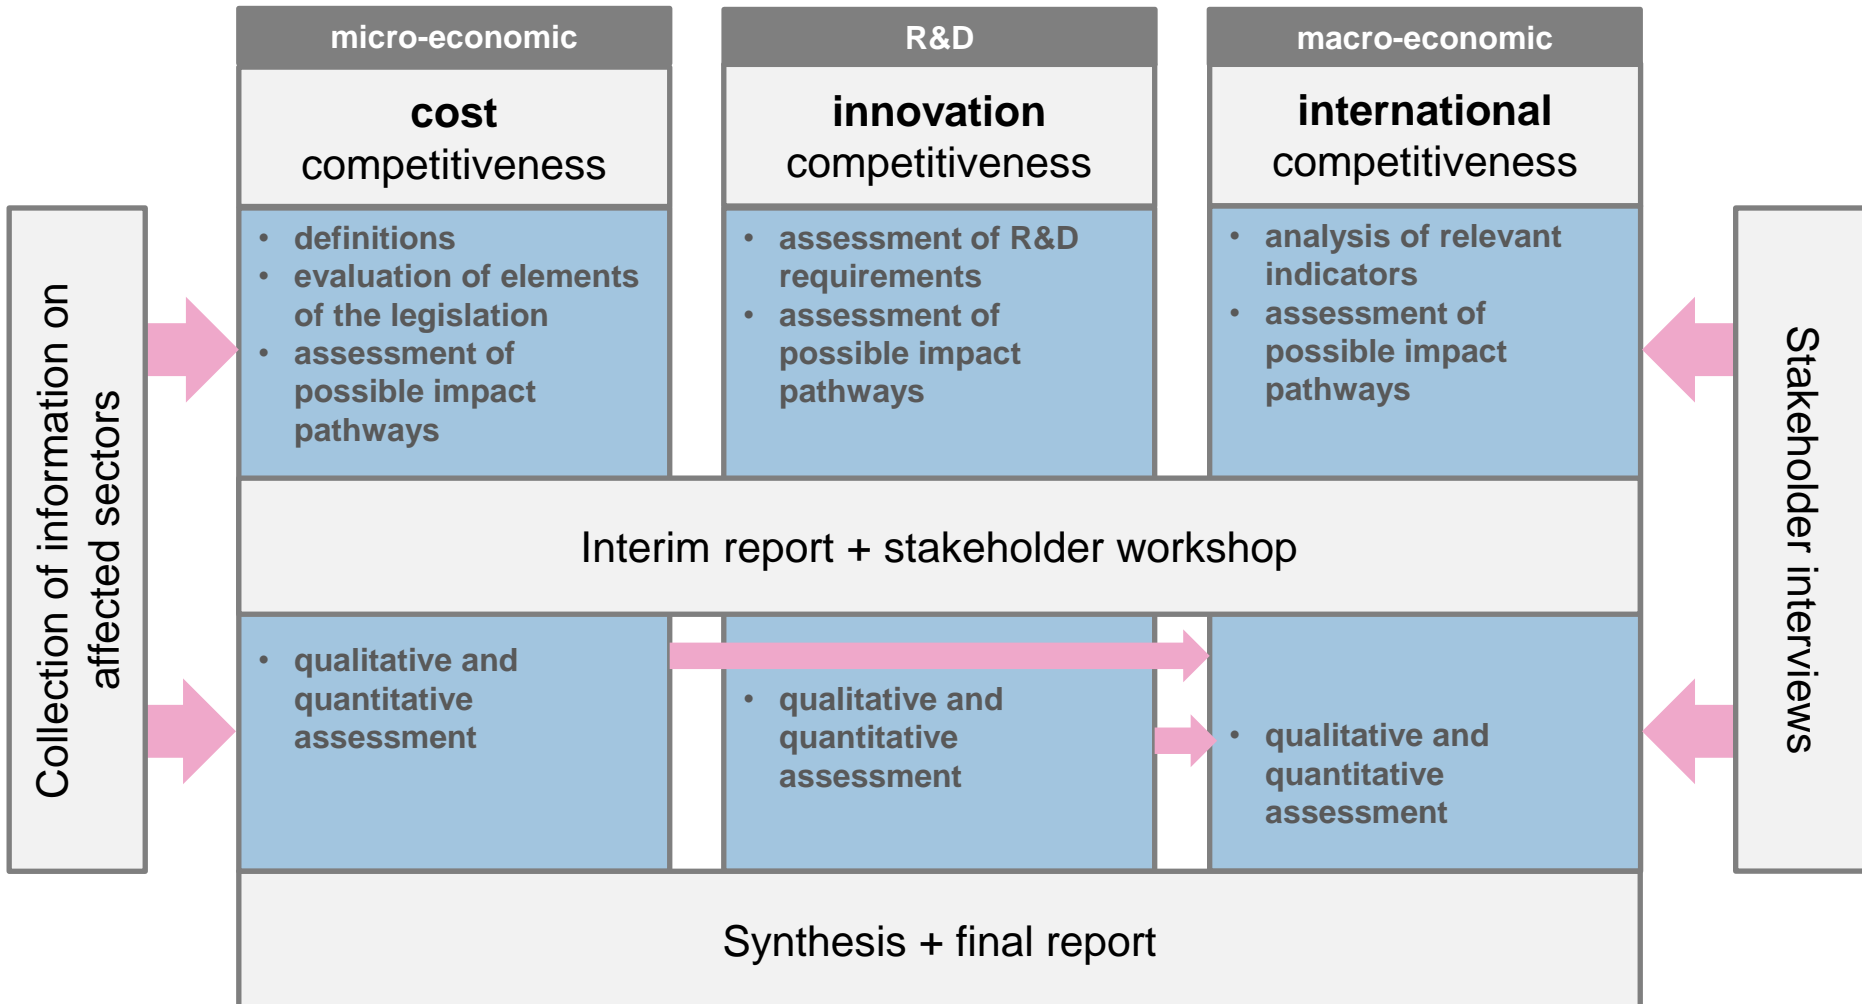 micro-economic
cost
competitiveness
• definitions
• evaluation of elements
of the legislation
• assessment of
possible impact
pathways
R&D
innovation
competitiveness
• assessment of R&D
requirements
• assessment of
possible impact
pathways
macro-economic
international
competitiveness
• analysis of relevant
indicators
• assessment of
possible impact
pathways
Collection of information on
affected sectors
Stakeholder interviews
Interim report + stakeholder workshop
• qualitative and
quantitative
assessment
• qualitative and
quantitative
assessment
• qualitative and
quantitative
assessment
Synthesis + final report